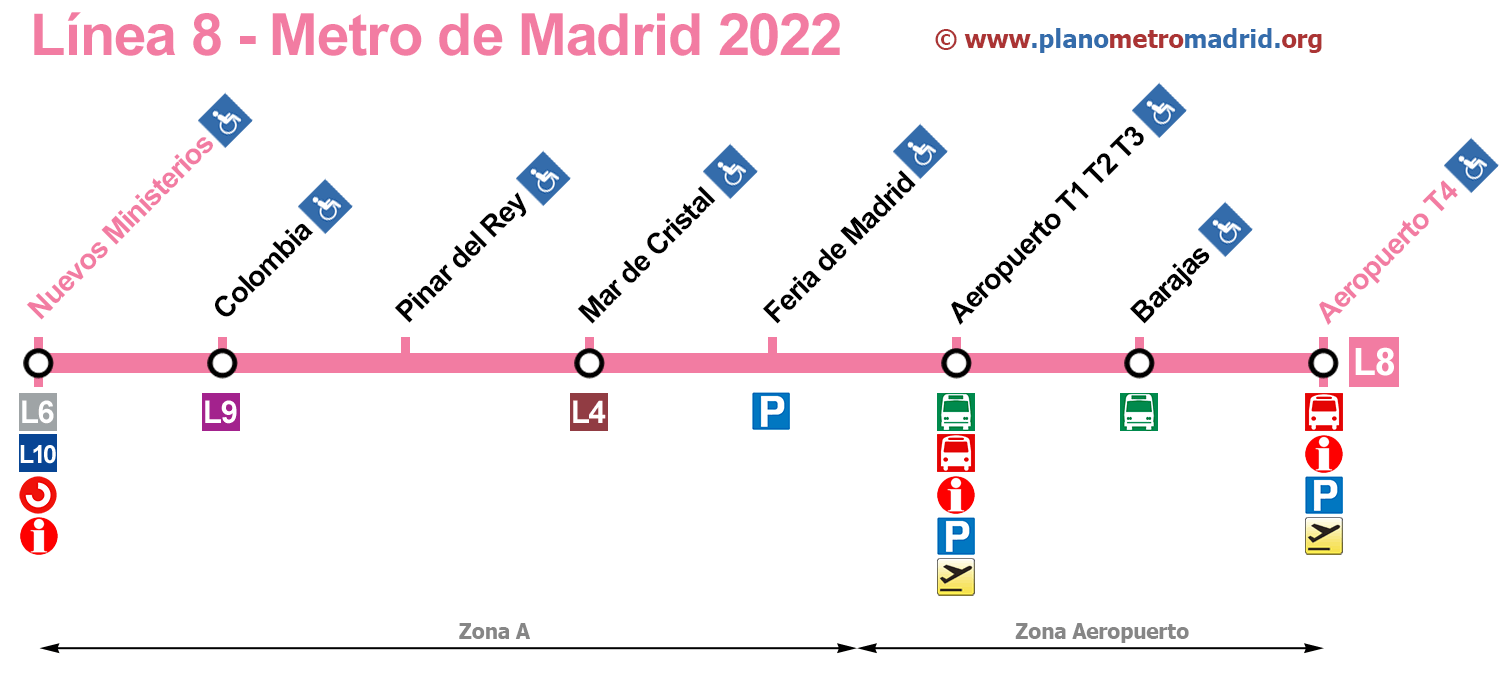 Línea 8 - Metro de Madrid 2022
© www.planometromadrid.org
Nuevos Ministerios
Colombia
Pinar del Rey
Mar de Cristal
Feria de Madrid
Aeropuerto T1 T2 T3
Barajas
Aeropuerto T4
L8
L6
L9
L4
P
L10
i
i
P
i
P
Zona A
Zona Aeropuerto